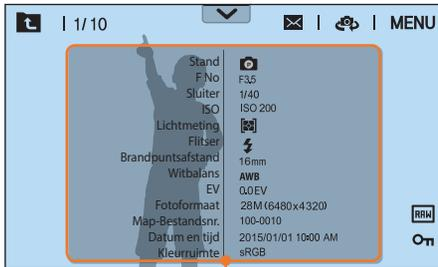 1/10 MENU
Stand P
F No F3.5
Sluiter 1/40
ISO ISO 200
Lichtmeting
Flitser
Brandpuntsafstand 16mm
Witbalans AWB
EV 0.0EV
Fotoformaat 28M (6480x4320)
Map-Bestandsnr. 100-0010
RAW
Datum en tijd 2015/01/01 10:00 AM
Kleurruimte sRGB